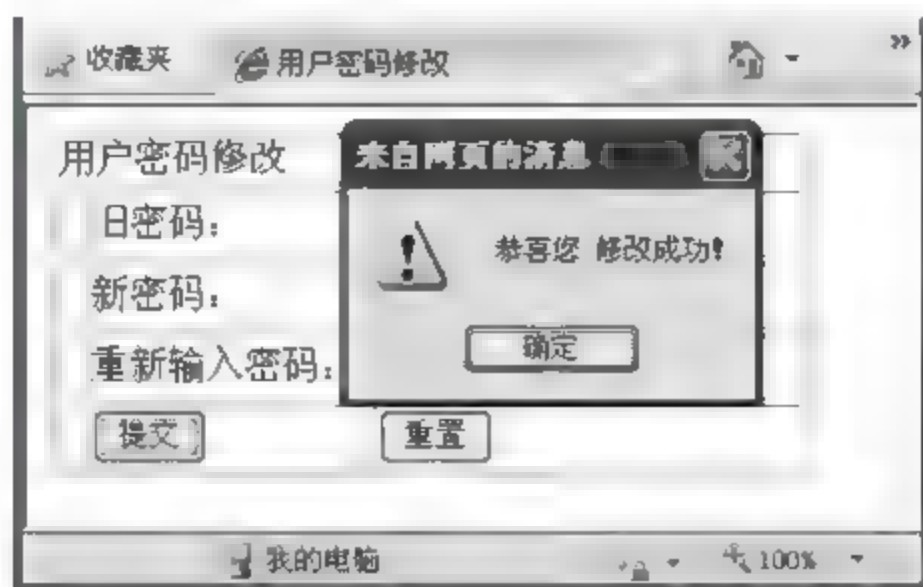 收藏夹 用户密码修改 »
用户密码修改
来自网页的消息
日密码：
恭喜您 修改成功！
新密码：
确定
重新输入密码：
提交 重置
我的电脑 100%